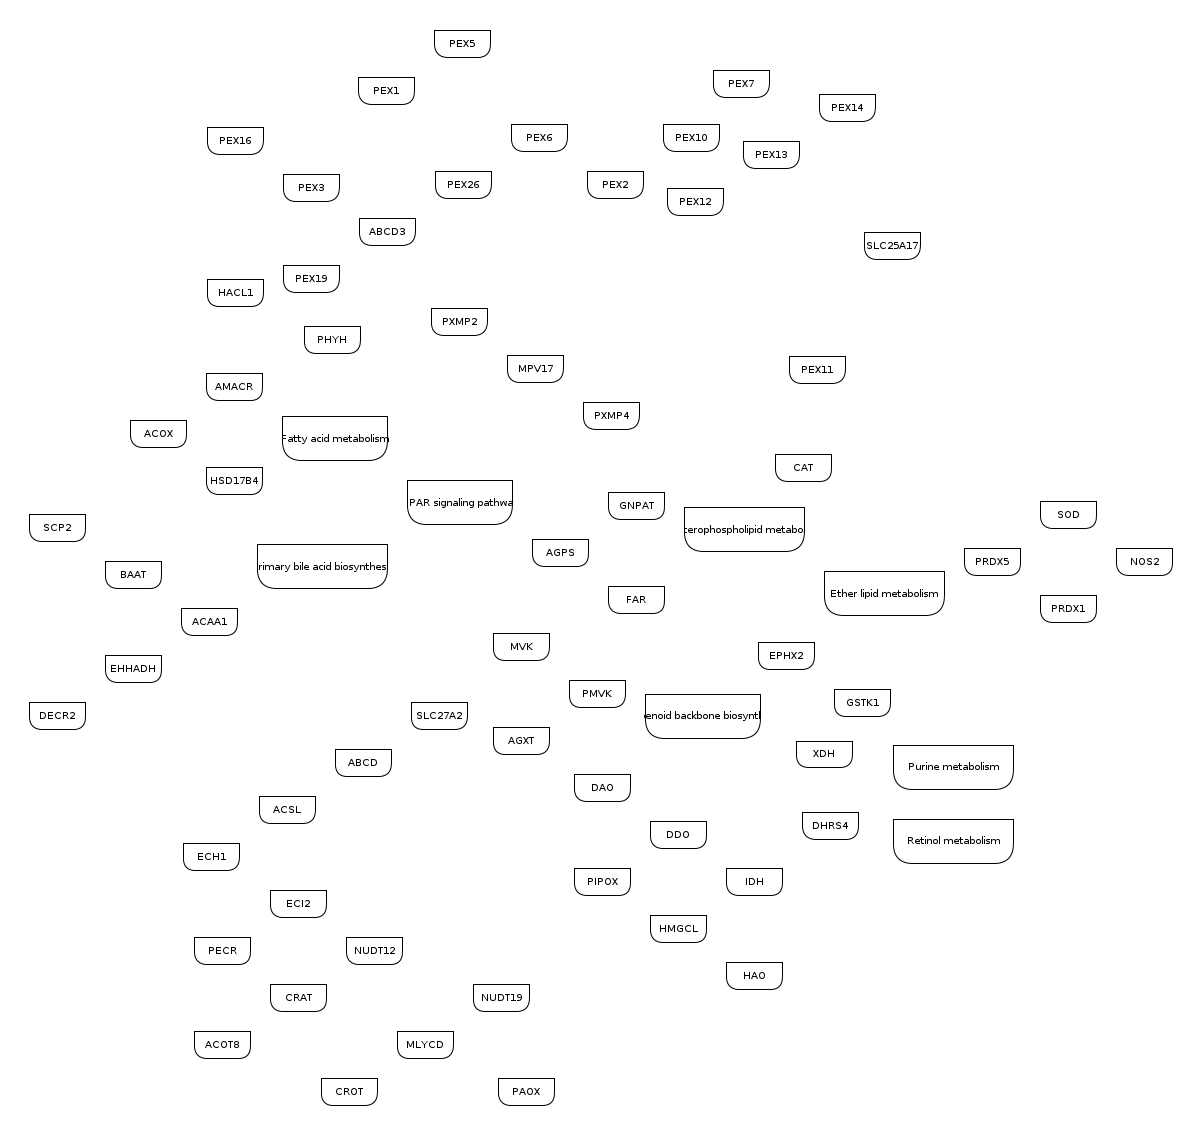 PEX5
PEX1
PEX7
PEX14
PEX16
PEX6
PEX10
PEX13
PEX3
PEX26
PEX2
PEX12
ABCD3
SLC25A17
PEX19
HACL1
PXMP2
PHYH
MPV17
PEX11
AMACR
PXMP4
ACOX
Fatty acid metabolism
CAT
HSD17B4
PAR signaling pathwa
GNPAT
SOD
SCP2
terophospholipid metabo
AGPS
PRDX5
NOS2
rimary bile acid biosynthes
BAAT
Ether lipid metabolism
FAR
PRDX1
ACAA1
MVK
EPHX2
EHHADH
PMVK
GSTK1
DECR2
SLC27A2
enoid backbone biosynth
AGXT
XDH
ABCD
Purine metabolism
DAO
ACSL
DHRS4
DDO
Retinol metabolism
ECH1
PIPOX
IDH
ECI2
HMGCL
PECR
NUDT12
HAO
CRAT
NUDT19
ACOT8
MLYCD
CROT
PAOX